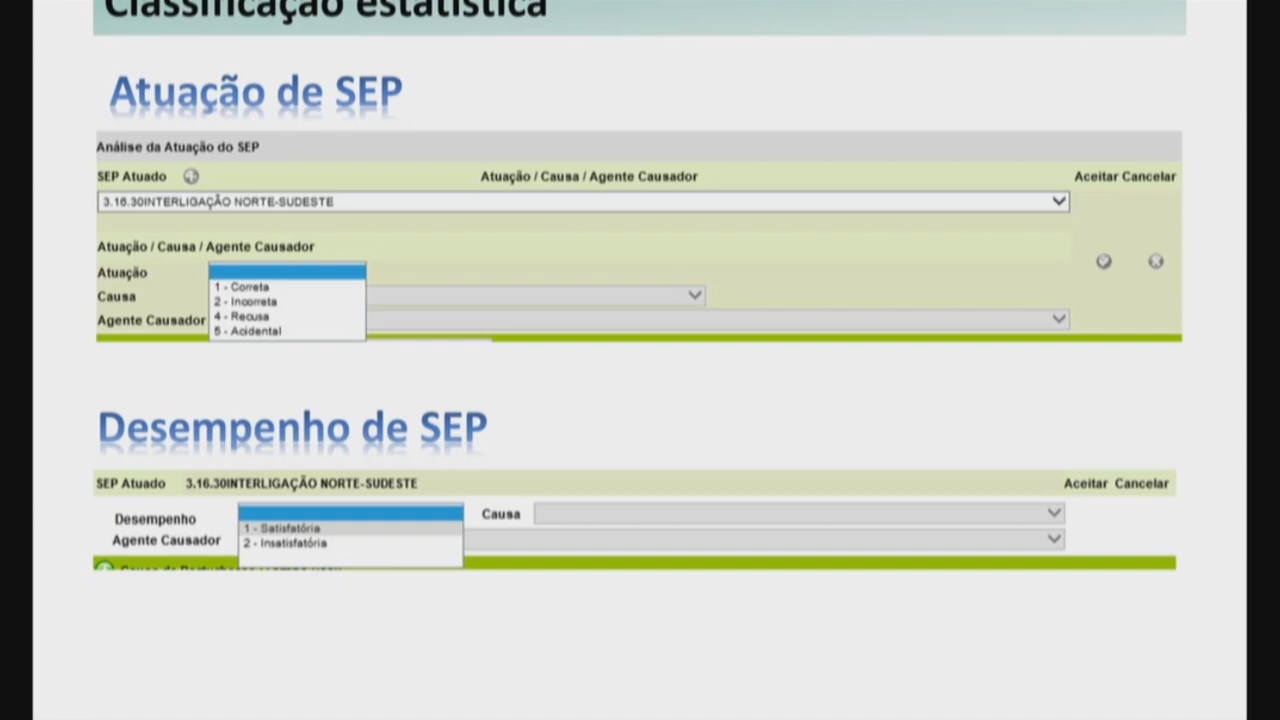 Classificação estatística
Atuação de SEP
Análise da Atuação do SEP
SEP Atuado Atuação / Causa / Agente Causador Aceitar Cancelar
3.16.30INTERLIGAÇÃO NORTE-SUDESTE
Atuação / Causa / Agente Causador
Atuação
1 - Correta
Causa
2 - Incorreta
4 - Recusa
Agente Causador
5 - Acidental
Desempenho de SEP
SEP Atuado 3.16.30INTERLIGAÇÃO NORTE-SUDESTE Aceitar Cancelar
Desempenho
Causa
1 - Satisfatória
Agente Causador
2 - Insatisfatória